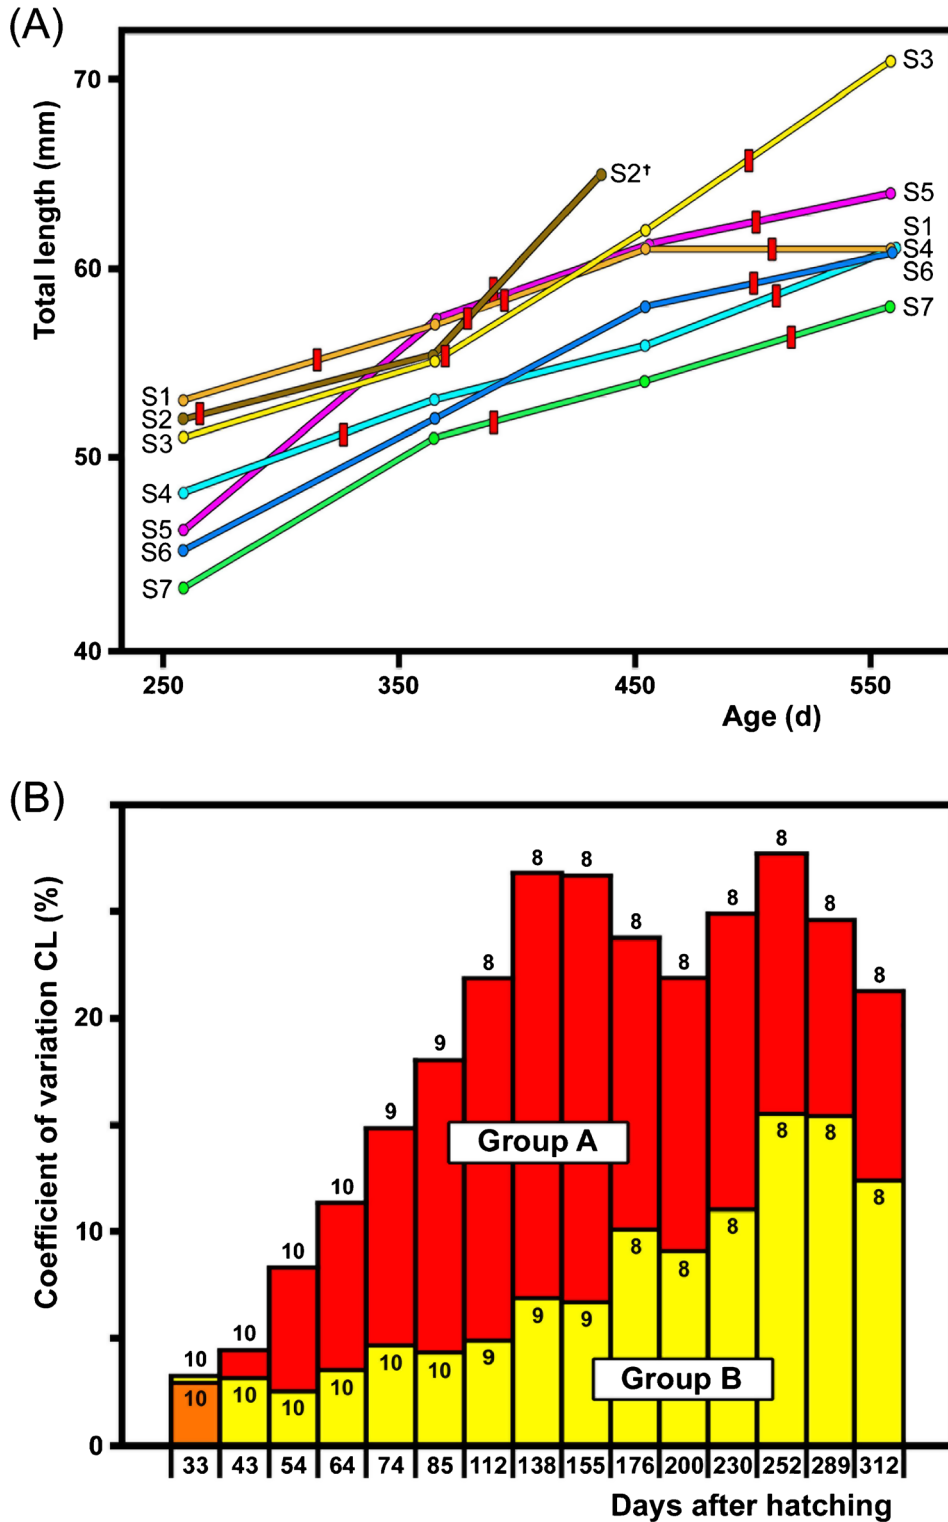 (A)
Total length (mm)
70
60
50
40
S3
S2†
S5
S1
S4
S6
S7
S1
S2
S3
S4
S5
S6
S7
250 350 450 550
Age (d)
(B)
Coefficient of variation CL (%)
20
10
0
10 10 10 10 9 9 8 8 8 8 8 8 8 8 8
Group A
10 10 10 10 10 10 9 9 9 8 8 8 8 8 8
Group B
33 43 54 64 74 85 112 138 155 176 200 230 252 289 312
Days after hatching